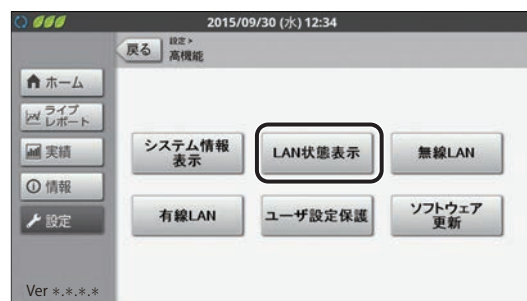 2015/09/30 (水) 12:34
戻る
設定>
高機能
ホーム
ライブ
レポート
実績
情報
設定
システム情報
表示
LAN状態表示
無線LAN
有線LAN
ユーザ設定保護
ソフトウェア
更新
Ver *.*.*.*